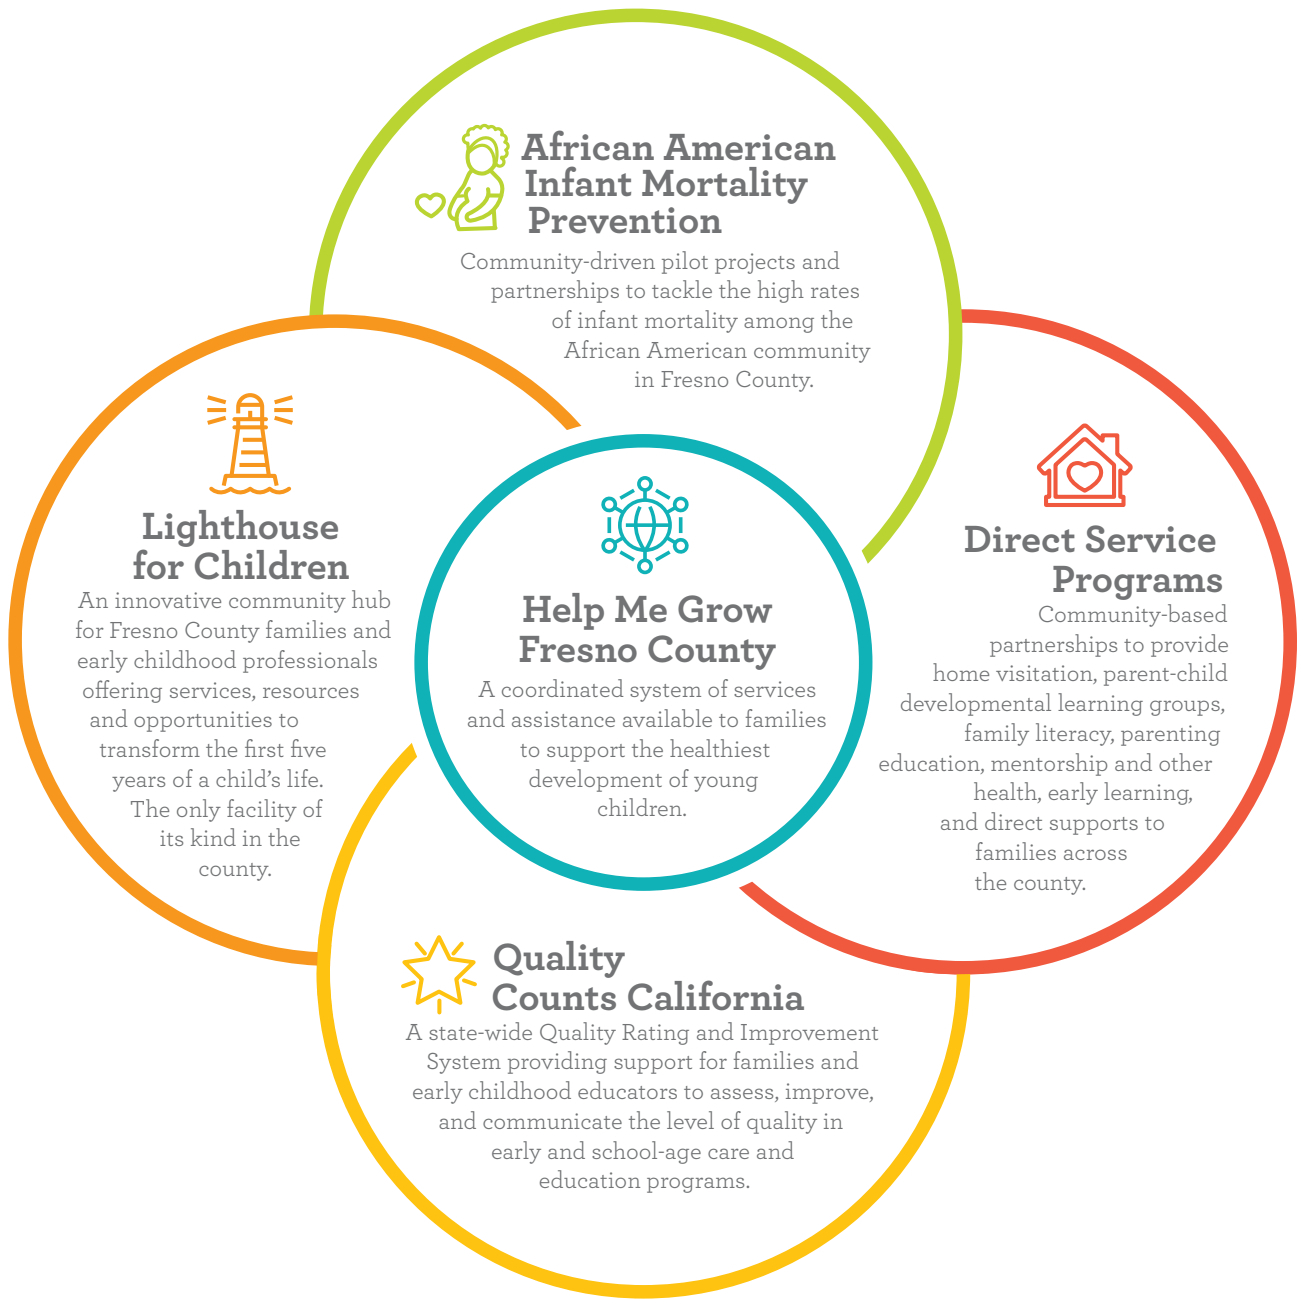 African American
Infant Mortality
Prevention
Community-driven pilot projects and
partnerships to tackle the high rates
of infant mortality among the
African American community
in Fresno County.
Lighthouse
for Children
An innovative community hub
for Fresno County families and
early childhood professionals
offering services, resources
and opportunities to
transform the first five
years of a child's life.
The only facility of
its kind in the
county.
Help Me Grow
Fresno County
A coordinated system of services
and assistance available to families
to support the healthiest
development of young
children.
Direct Service
Programs
Community-based
partnerships to provide
home visitation, parent-child
developmental learning groups,
family literacy, parenting
education, mentorship and other
health, early learning,
and direct supports to
families across
the county.
Quality
Counts California
A state-wide Quality Rating and Improvement
System providing support for families and
early childhood educators to assess, improve,
and communicate the level of quality in
early and school-age care and
education programs.